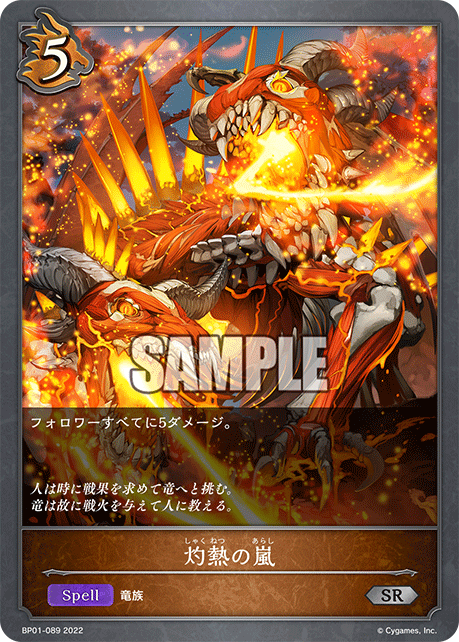 5
SAMPLE
フォロワーすべてに5ダメージ。
人は時に戦果を求めて竜へと挑む。
竜は故に戦火を与えて人に教える。
しゃく ねつ あらし
灼熱の嵐
Spell 竜族 SR
BP01-089 2022 © Cygames, Inc.